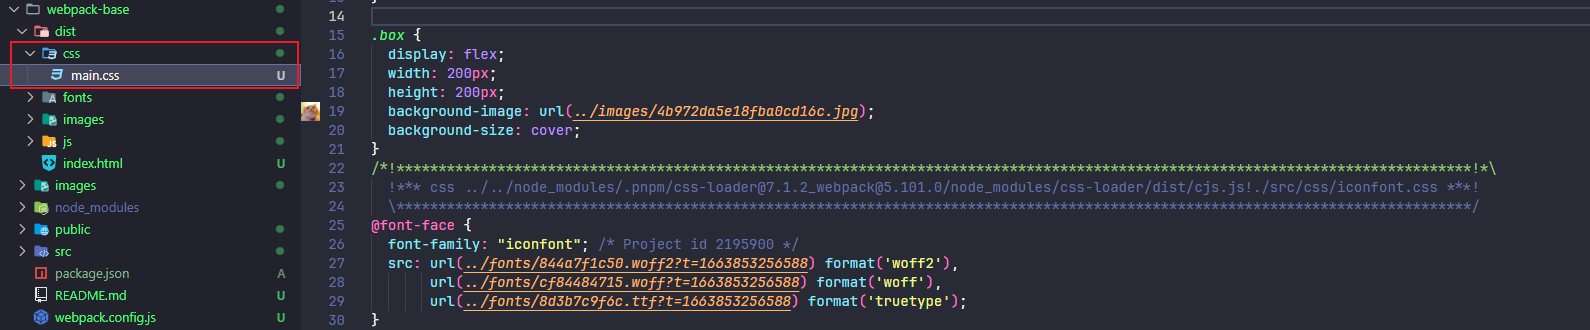 webpack-base
dist
css
main.css U
fonts
images
js
index.html U
images
node_modules
public
src
package.json A
README.md U
webpack.config.js U
14
15 .box {
16 display: flex;
17 width: 200px;
18 height: 200px;
19 background-image: url(../images/4b972da5e18fba0cd16c.jpg);
20 background-size: cover;
21 }
22 /*!****************************************************************************************************************************!*\
23 !*** css ../../node_modules/.pnpm/css-loader@7.1.2_webpack@5.101.0/node_modules/css-loader/dist/cjs.js!./src/css/iconfont.css ***!
24 \****************************************************************************************************************************/
25 @font-face {
26 font-family: "iconfont"; /* Project id 2195900 */
27 src: url(../fonts/844a7f1c50.woff2?t=1663853256588) format('woff2'),
28 url(../fonts/cf84484715.woff?t=1663853256588) format('woff'),
29 url(../fonts/8d3b7c9f6c.ttf?t=1663853256588) format('truetype');
30 }